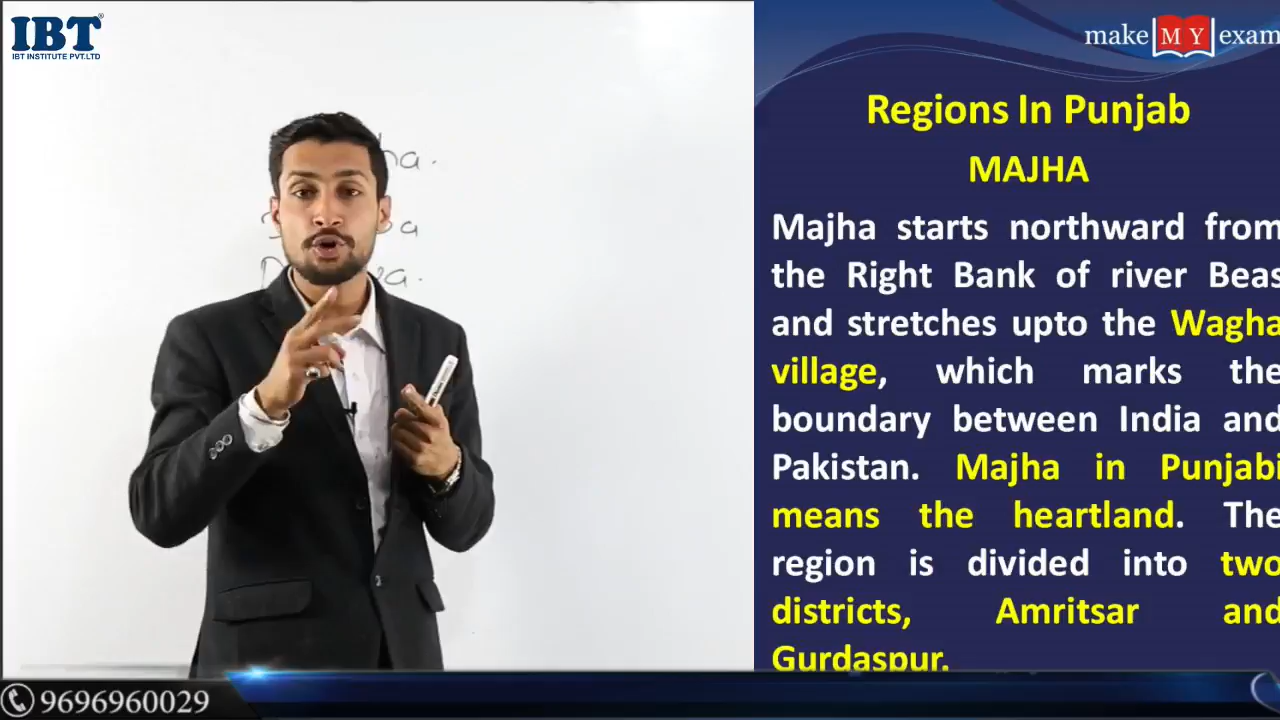 IBT
IBT INSTITUTE PVT.LTD
make MY exam
Regions In Punjab
MAJHA
Majha starts northward from
the Right Bank of river Beas
and stretches upto the Wagha
village, which marks the
boundary between India and
Pakistan. Majha in Punjabi
means the heartland. The
region is divided into two
districts, Amritsar and
Gurdaspur.
9696960029